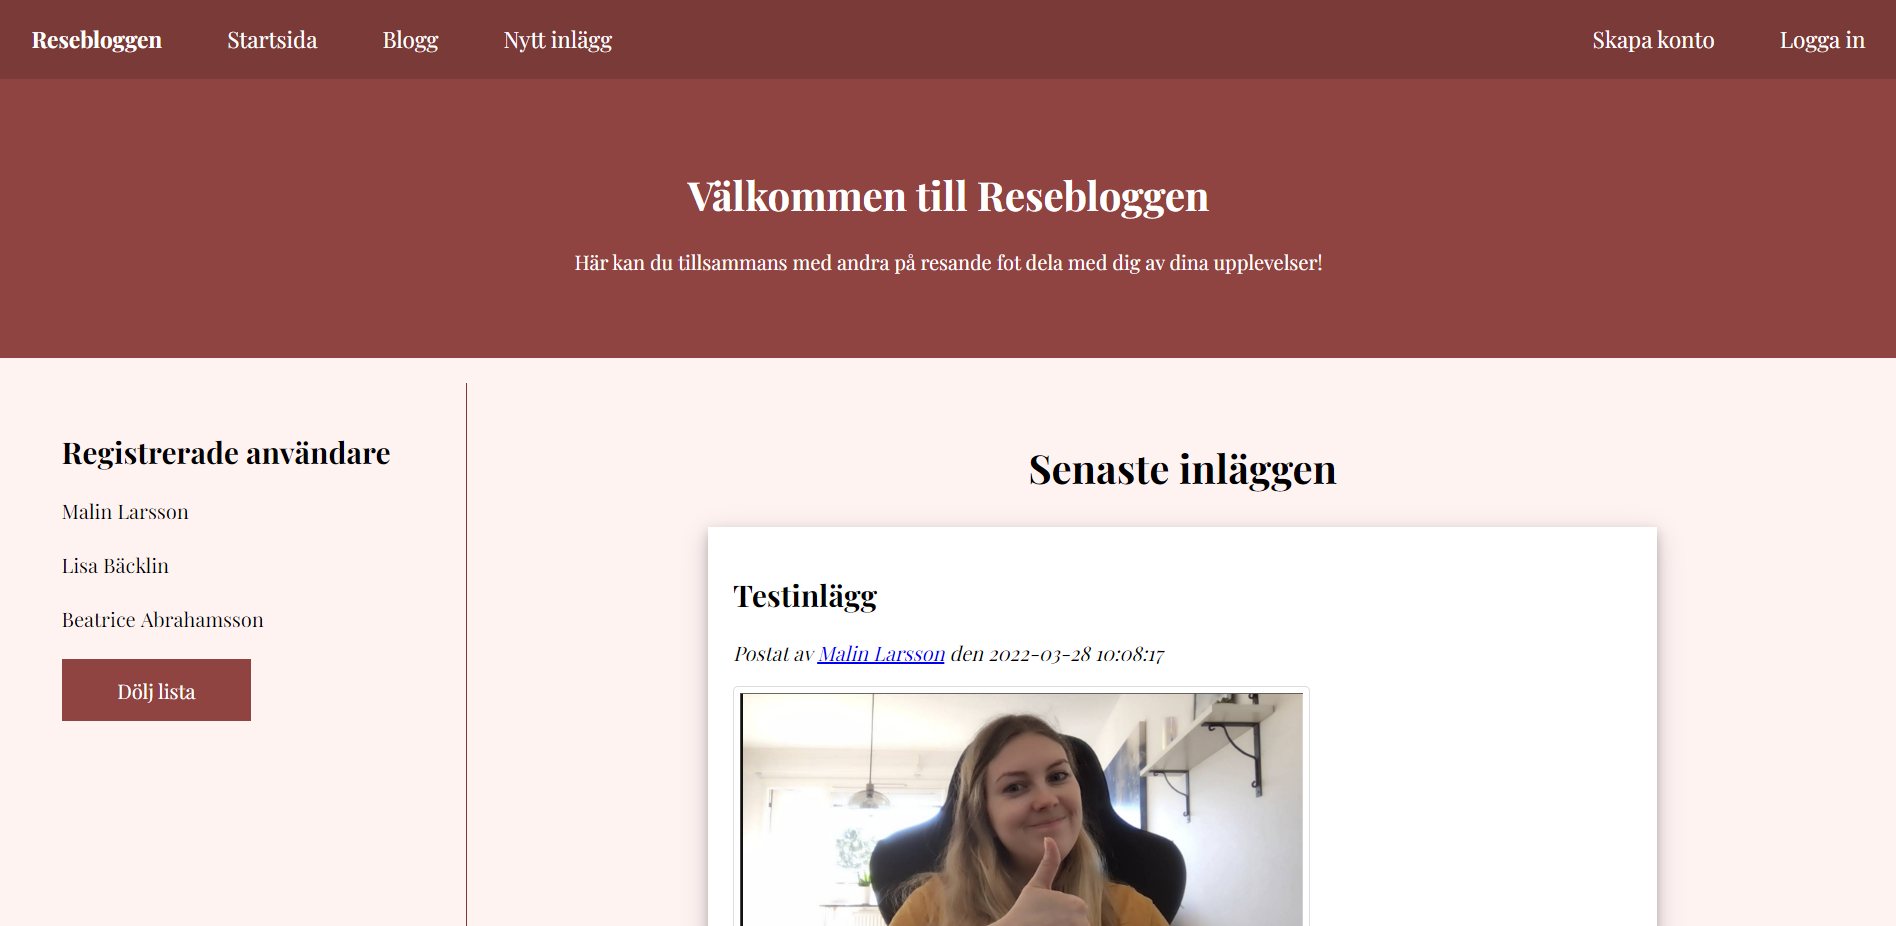 Resebloggen Startsida Blogg Nytt inlägg Skapa konto Logga in
Välkommen till Resebloggen
Här kan du tillsammans med andra på resande fot dela med dig av dina upplevelser!
Registrerade användare
Malin Larsson
Lisa Bäcklin
Beatrice Abrahamsson
Dölj lista
Senaste inläggen
Testinlägg
Postat av Malin Larsson den 2022-03-28 10:08:17